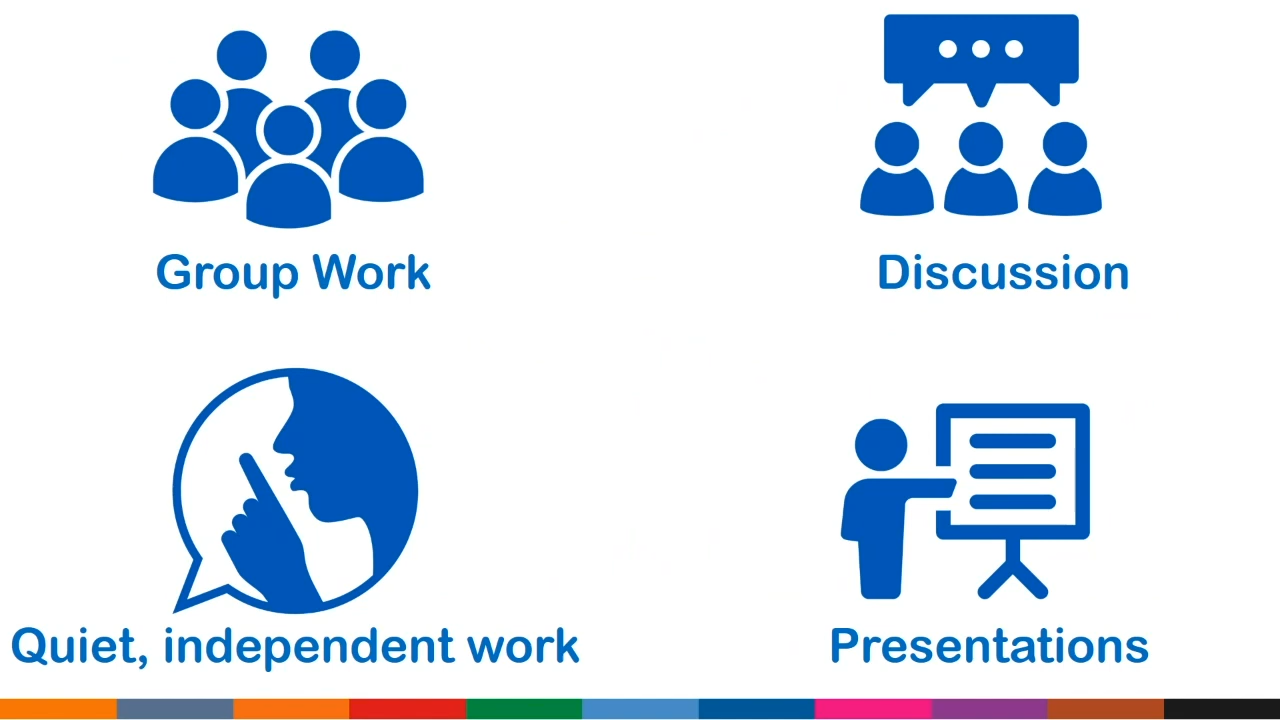 Group Work
Discussion
Quiet, independent work
Presentations